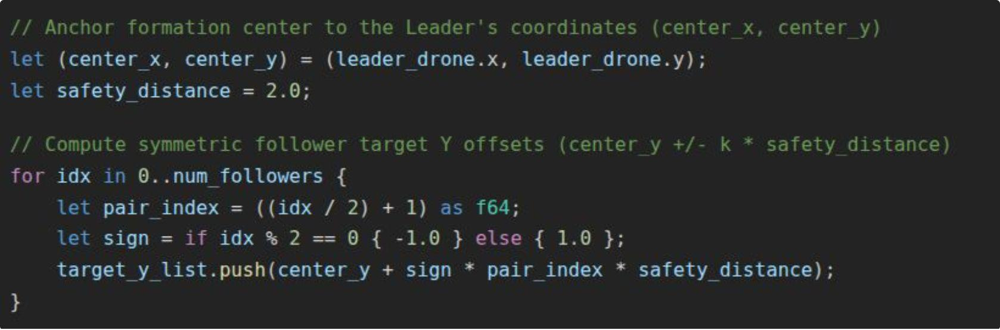 // Anchor formation center to the Leader's coordinates (center_x, center_y)
let (center_x, center_y) = (leader_drone.x, leader_drone.y);
let safety_distance = 2.0;

// Compute symmetric follower target Y offsets (center_y +/- k * safety_distance)
for idx in 0..num_followers {
    let pair_index = ((idx / 2) + 1) as f64;
    let sign = if idx % 2 == 0 { -1.0 } else { 1.0 };
    target_y_list.push(center_y + sign * pair_index * safety_distance);
}